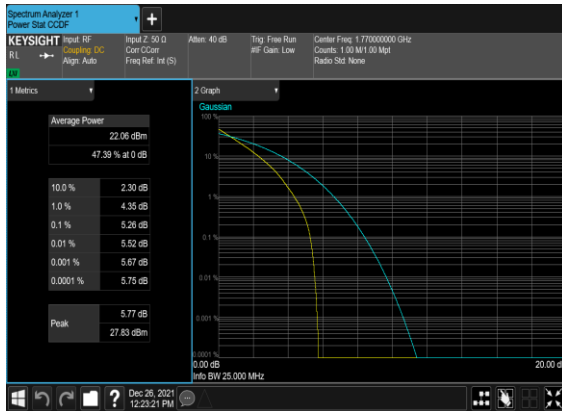 Spectrum Analyzer 1
Power Stat CCDF
KEYSIGHT
RL
Input: RF
Coupling: DC
Align: Auto
Input Z: 50 Ω
Corr CCorr
Freq Ref: Int (S)
Atten: 40 dB
Trig: Free Run
#IF Gain: Low
Center Freq: 1.770000000 GHz
Counts: 1.00 M/1.00 Mpt
Radio Std: None
1 Metrics
Average Power
22.06 dBm
47.39 % at 0 dB
10.0 % 2.30 dB
1.0 % 4.35 dB
0.1 % 5.26 dB
0.01 % 5.52 dB
0.001 % 5.67 dB
0.0001 % 5.75 dB
Peak
5.77 dB
27.83 dBm
2 Graph
Gaussian
100 %
10 %
1 %
0.1 %
0.01 %
0.001 %
0.0001 %
0.00 dB
20.00 d
Info BW 25.000 MHz
?
Dec 26, 2021
12:23:21 PM